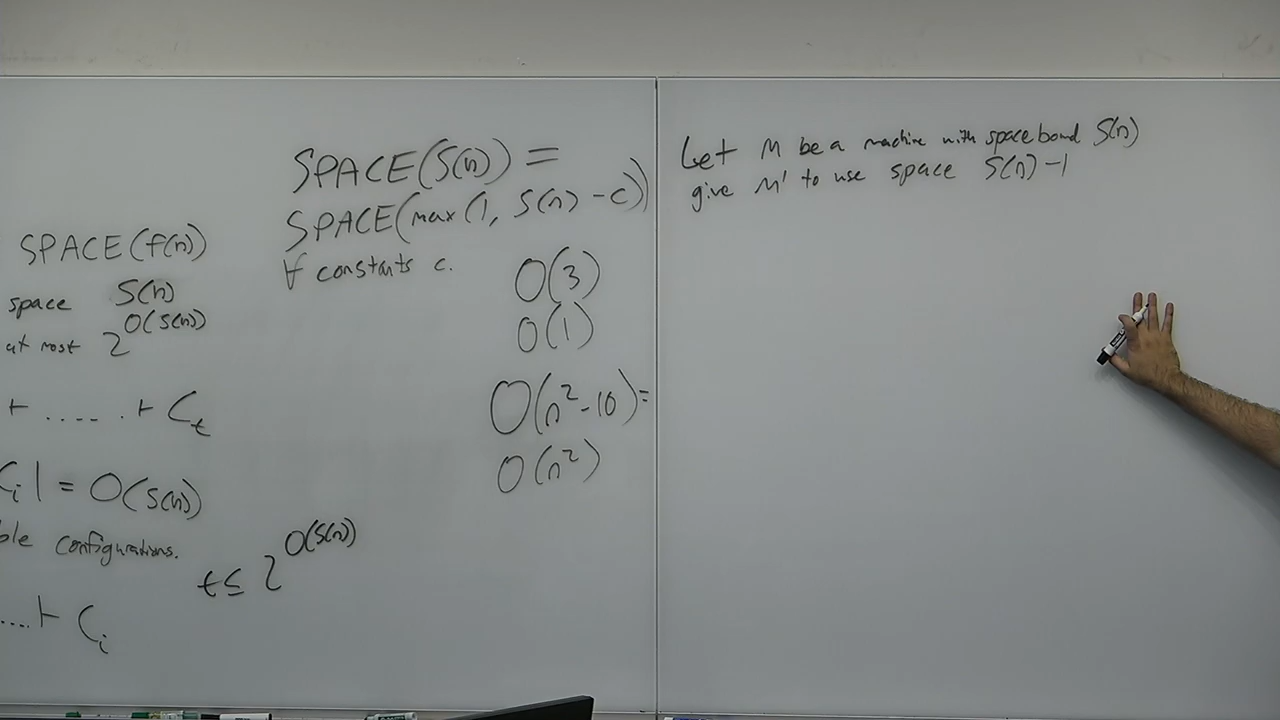 SPACE(f(n))
space S(n)
at most 2^O(S(n))
⊢ ..... ⊢ C_t
C_i | = O(S(n))
ble configurations.
t ≤ 2^O(S(n))
....⊢ C_i
SPACE(S(n)) =
SPACE(max(1, S(n) - c))
∀ constants c.
O(3)
O(1)
O(n²-10) =
O(n²)
Let M be a machine with space bound S(n)
give M' to use space S(n) - 1